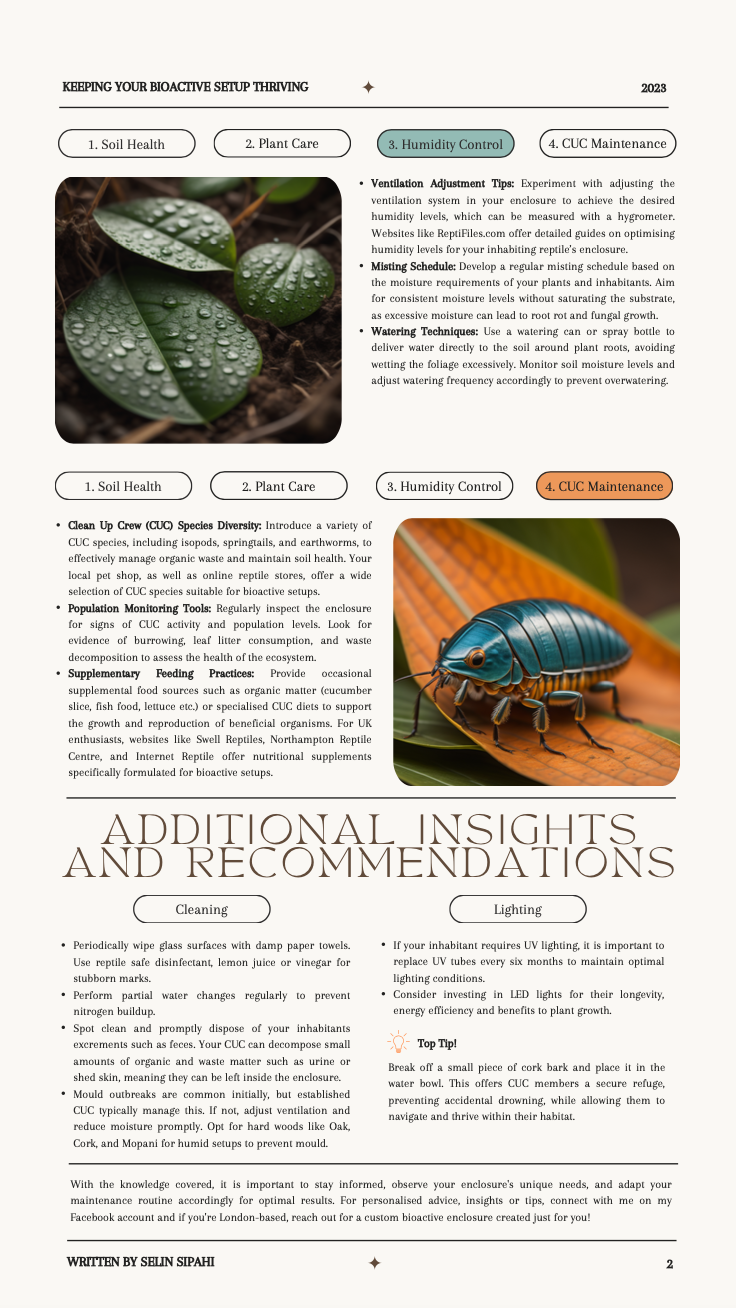 KEEPING YOUR BIOACTIVE SETUP THRIVING
2023
1. Soil Health
2. Plant Care
3. Humidity Control
4. CUC Maintenance
• Ventilation Adjustment Tips: Experiment with adjusting the
ventilation system in your enclosure to achieve the desired
humidity levels, which can be measured with a hygrometer.
Websites like ReptiFiles.com offer detailed guides on optimising
humidity levels for your inhabiting reptile's enclosure.
• Misting Schedule: Develop a regular misting schedule based on
the moisture requirements of your plants and inhabitants. Aim
for consistent moisture levels without saturating the substrate,
as excessive moisture can lead to root rot and fungal growth.
• Watering Techniques: Use a watering can or spray bottle to
deliver water directly to the soil around plant roots, avoiding
wetting the foliage excessively. Monitor soil moisture levels and
adjust watering frequency accordingly to prevent overwatering.
1. Soil Health
2. Plant Care
3. Humidity Control
4. CUC Maintenance
• Clean Up Crew (CUC) Species Diversity: Introduce a variety of
CUC species, including isopods, springtails, and earthworms, to
effectively manage organic waste and maintain soil health. Your
local pet shop, as well as online reptile stores, offer a wide
selection of CUC species suitable for bioactive setups.
• Population Monitoring Tools: Regularly inspect the enclosure
for signs of CUC activity and population levels. Look for
evidence of burrowing, leaf litter consumption, and waste
decomposition to assess the health of the ecosystem.
• Supplementary Feeding Practices: Provide occasional
supplemental food sources such as organic matter (cucumber
slice, fish food, lettuce etc.) or specialised CUC diets to support
the growth and reproduction of beneficial organisms. For UK
enthusiasts, websites like Swell Reptiles, Northampton Reptile
Centre, and Internet Reptile offer nutritional supplements
specifically formulated for bioactive setups.
ADDITIONAL INSIGHTS
AND RECOMMENDATIONS
Cleaning
• Periodically wipe glass surfaces with damp paper towels.
Use reptile safe disinfectant, lemon juice or vinegar for
stubborn marks.
• Perform partial water changes regularly to prevent
nitrogen buildup.
• Spot clean and promptly dispose of your inhabitants
excrements such as feces. Your CUC can decompose small
amounts of organic and waste matter such as urine or
shed skin, meaning they can be left inside the enclosure.
• Mould outbreaks are common initially, but established
CUC typically manage this. If not, adjust ventilation and
reduce moisture promptly. Opt for hard woods like Oak,
Cork, and Mopani for humid setups to prevent mould.
Lighting
• If your inhabitant requires UV lighting, it is important to
replace UV tubes every six months to maintain optimal
lighting conditions.
• Consider investing in LED lights for their longevity,
energy efficiency and benefits to plant growth.
Top Tip!
Break off a small piece of cork bark and place it in the
water bowl. This offers CUC members a secure refuge,
preventing accidental drowning, while allowing them to
navigate and thrive within their habitat.
With the knowledge covered, it is important to stay informed, observe your enclosure's unique needs, and adapt your
maintenance routine accordingly for optimal results. For personalised advice, insights or tips, connect with me on my
Facebook account and if you're London-based, reach out for a custom bioactive enclosure created just for you!
WRITTEN BY SELIN SIPAHI
2